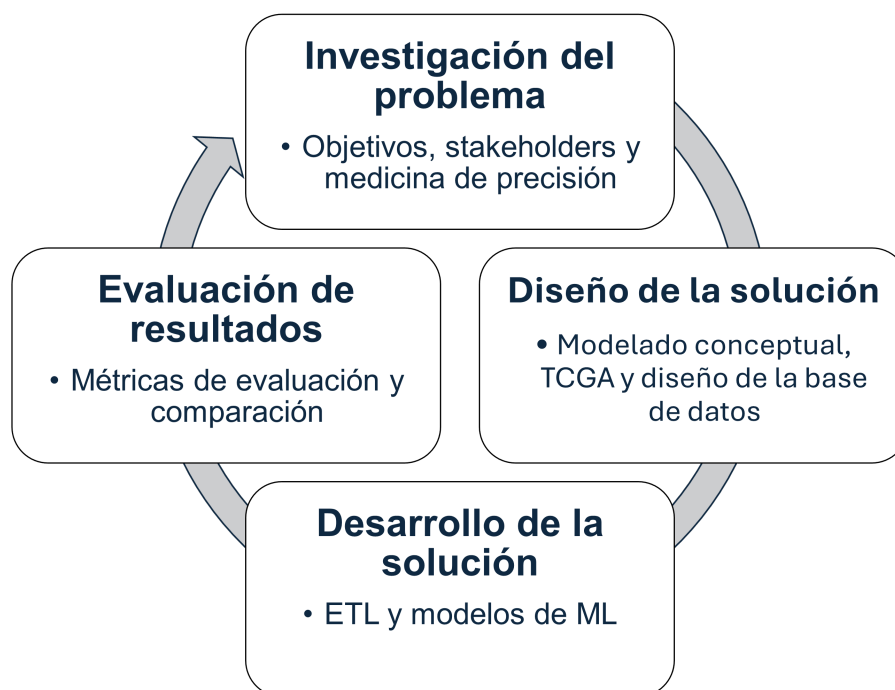 Investigación del
problema
• Objetivos, stakeholders y
medicina de precisión
Diseño de la solución
• Modelado conceptual,
TCGA y diseño de la base
de datos
Desarrollo de la
solución
• ETL y modelos de ML
Evaluación de
resultados
• Métricas de evaluación y
comparación